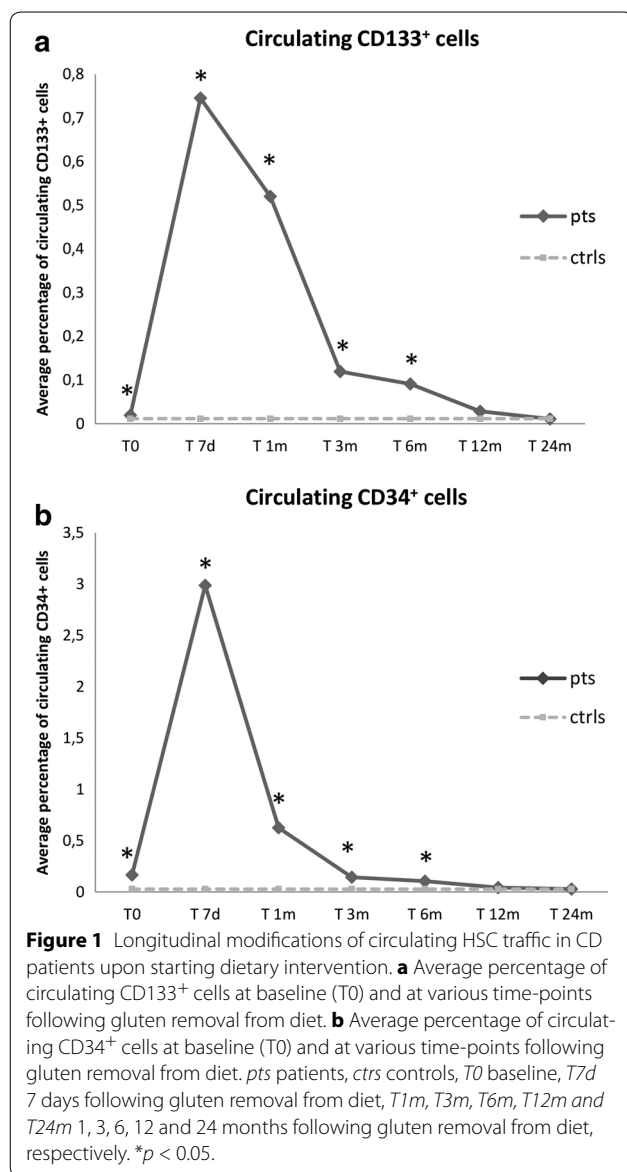 a
Circulating CD133+ cells
Average percentage of circulating CD133+ cells
0,8
0,7
0,6
0,5
0,4
0,3
0,2
0,1
0
*
*
*
*
*
pts
ctrls
T0 T 7d T 1m T 3m T 6m T 12m T 24m
b
Circulating CD34+ cells
Average percentage of circulating CD34+ cells
3,5
3
2,5
2
1,5
1
0,5
0
*
*
*
*
*
pts
ctrls
T0 T 7d T 1m T 3m T 6m T 12m T 24m
Figure 1 Longitudinal modifications of circulating HSC traffic in CD
patients upon starting dietary intervention. a Average percentage of
circulating CD133+ cells at baseline (T0) and at various time-points
following gluten removal from diet. b Average percentage of circulat-
ing CD34+ cells at baseline (T0) and at various time-points following
gluten removal from diet. pts patients, ctrs controls, T0 baseline, T7d
7 days following gluten removal from diet, T1m, T3m, T6m, T12m and
T24m 1, 3, 6, 12 and 24 months following gluten removal from diet,
respectively. *p < 0.05.